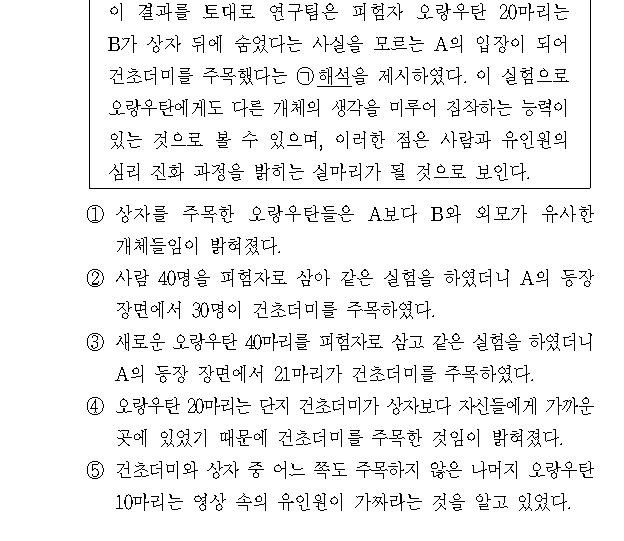 이 결과를 토대로 연구팀은 피험자 오랑우탄 20마리는
B가 상자 뒤에 숨었다는 사실을 모르는 A의 입장이 되어
건초더미를 주목했다는 ㉠해석을 제시하였다. 이 실험으로
오랑우탄에게도 다른 개체의 생각을 미루어 짐작하는 능력이
있는 것으로 볼 수 있으며, 이러한 점은 사람과 유인원의
심리 진화 과정을 밝히는 실마리가 될 것으로 보인다.
① 상자를 주목한 오랑우탄들은 A보다 B와 외모가 유사한
개체들임이 밝혀졌다.
② 사람 40명을 피험자로 삼아 같은 실험을 하였더니 A의 등장
장면에서 30명이 건초더미를 주목하였다.
③ 새로운 오랑우탄 40마리를 피험자로 삼고 같은 실험을 하였더니
A의 등장 장면에서 21마리가 건초더미를 주목하였다.
④ 오랑우탄 20마리는 단지 건초더미가 상자보다 자신들에게 가까운
곳에 있었기 때문에 건초더미를 주목한 것임이 밝혀졌다.
⑤ 건초더미와 상자 중 어느 쪽도 주목하지 않은 나머지 오랑우탄
10마리는 영상 속의 유인원이 가짜라는 것을 알고 있었다.